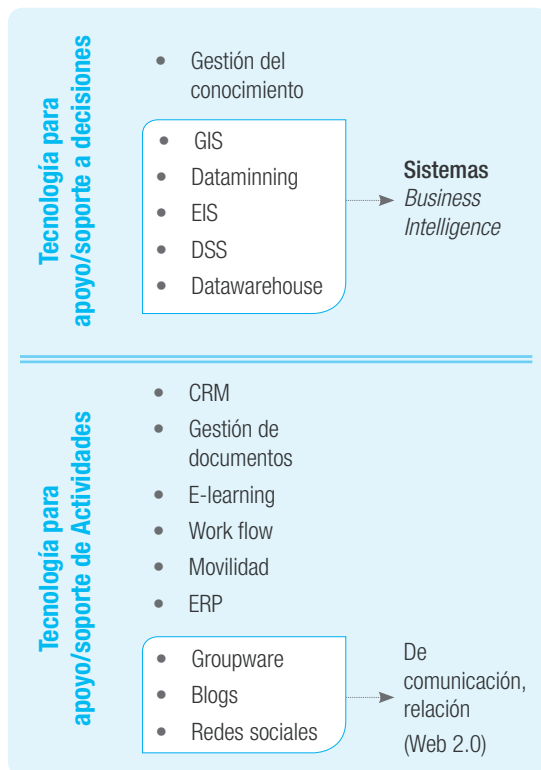 Tecnología para
apoyo/soporte a decisiones
• Gestión del
conocimiento
• GIS
• Dataminning
• EIS
• DSS
• Datawarehouse
Sistemas
Business
Intelligence
Tecnología para
apoyo/soporte de Actividades
• CRM
• Gestión de
documentos
• E-learning
• Work flow
• Movilidad
• ERP
• Groupware
• Blogs
• Redes sociales
De
comunicación,
relación
(Web 2.0)